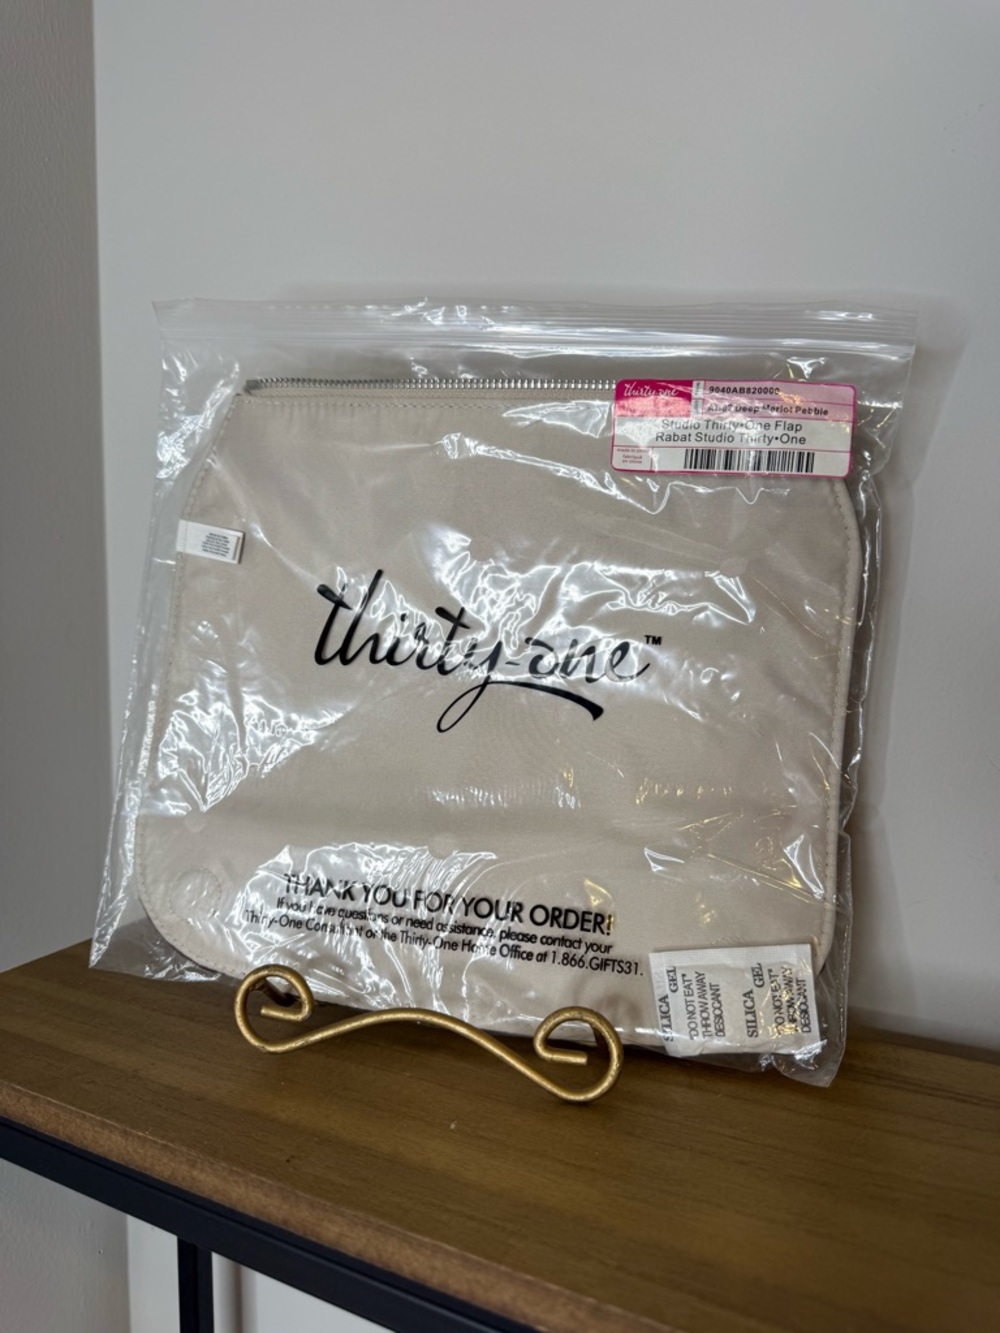 thirty-one
9040AB820000
Deep Merlot Pebble
Studio Thirty•One Flap
Rabat Studio Thirty•One
thirty-one™
THANK YOU FOR YOUR ORDER!
If you have questions or need assistance, please contact your
Thirty-One Consultant or the Thirty-One Home Office at 1.866.GIFTS31.
SILICA GEL
"DO NOT EAT"
THROW AWAY
DESICCANT
SILICA GEL
"DO NOT EAT"
THROW AWAY
DESICCANT